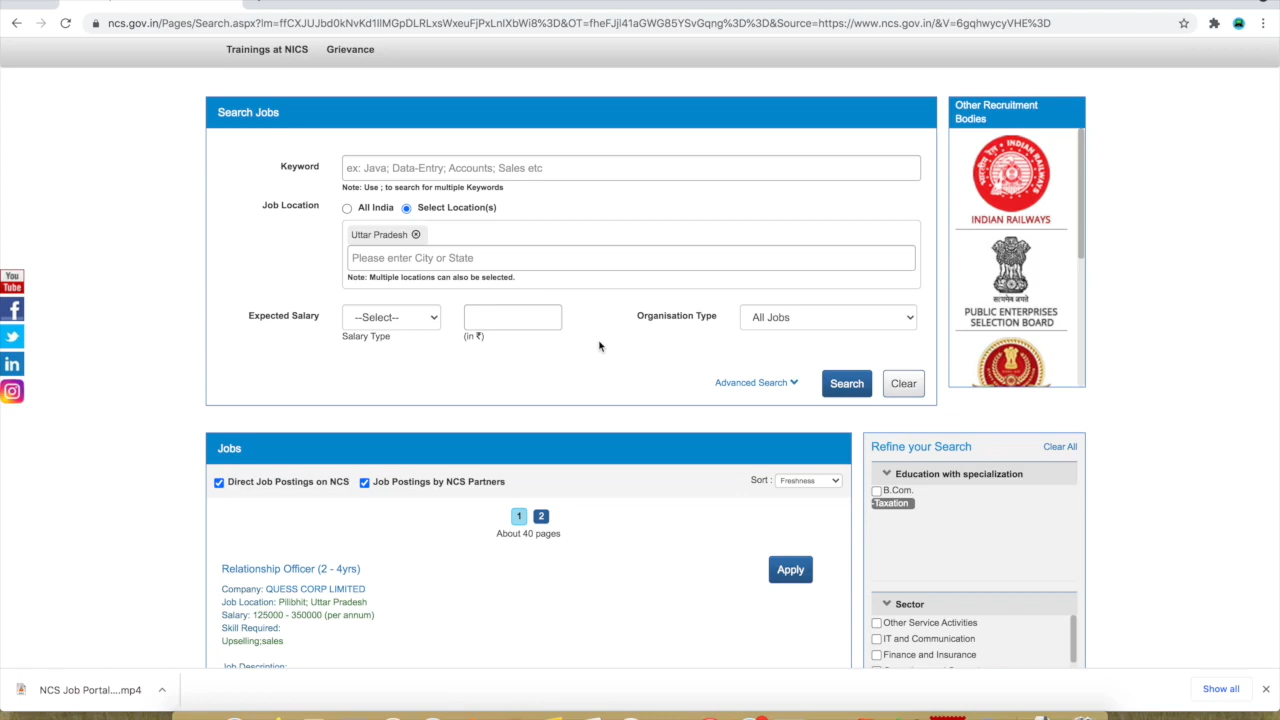 ncs.gov.in/Pages/Search.aspx?lm=ffCXJUJbd0kNvKd1IlMGpDLRLxsWxeuFjPxLnIXbWi8%3D&OT=fheFJjl41aGWG85YSvGqng%3D%3D&Source=https://www.ncs.gov.in/&V=6gqhwycyVHE%3D
Trainings at NICS Grievance
Search Jobs
Other Recruitment
Bodies
Keyword
ex: Java; Data-Entry; Accounts; Sales etc
Note: Use ; to search for multiple Keywords
Job Location
All India Select Location(s)
INDIAN RAILWAYS
Uttar Pradesh
Please enter City or State
Note: Multiple locations can also be selected.
You
Tube
सत्यमेव जयते
PUBLIC ENTERPRISES
SELECTION BOARD
Expected Salary
--Select--
Salary Type
(in ₹)
Organisation Type
All Jobs
Advanced Search
Search
Clear
Jobs
Direct Job Postings on NCS Job Postings by NCS Partners
Sort : Freshness
1 2
About 40 pages
Relationship Officer (2 - 4yrs)
Apply
Company: QUESS CORP LIMITED
Job Location: Pilibhit; Uttar Pradesh
Salary: 125000 - 350000 (per annum)
Skill Required:
Upselling;sales
Job Description:
Refine your Search Clear All
Education with specialization
B.Com.
-Taxation
Sector
Other Service Activities
IT and Communication
Finance and Insurance
NCS Job Portal....mp4
Show all